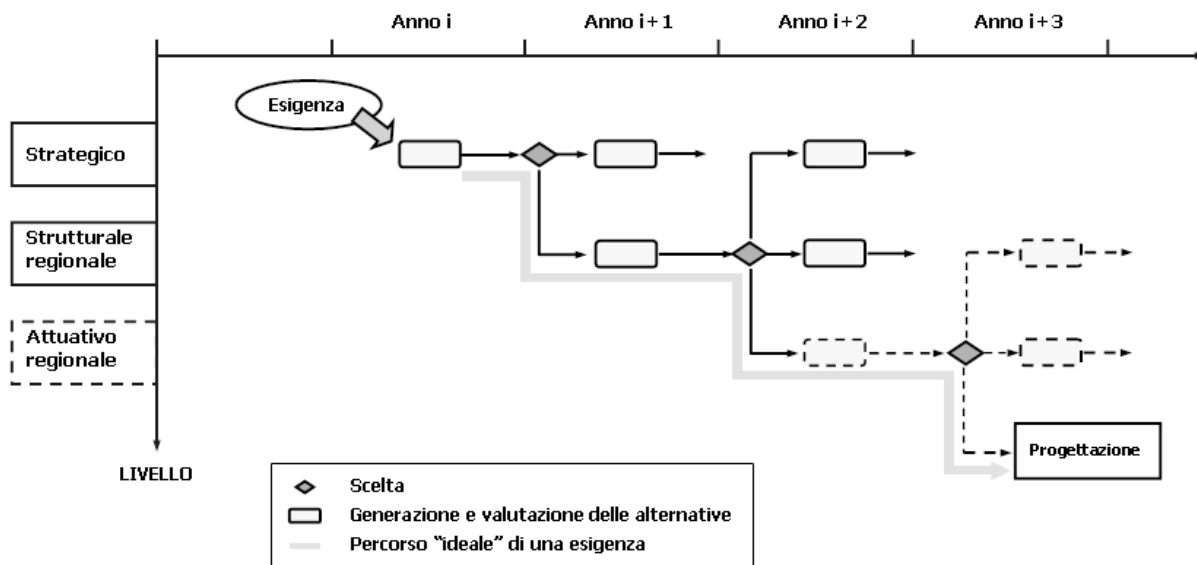 Anno i
Anno i+1
Anno i+2
Anno i+3
Esigenza
Strategico
Strutturale
regionale
Attuativo
regionale
Progettazione
LIVELLO
Scelta
Generazione e valutazione delle alternative
Percorso "ideale" di una esigenza